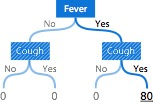 Fever
No Yes
Cough Cough
No Yes No Yes
0 0 0 80